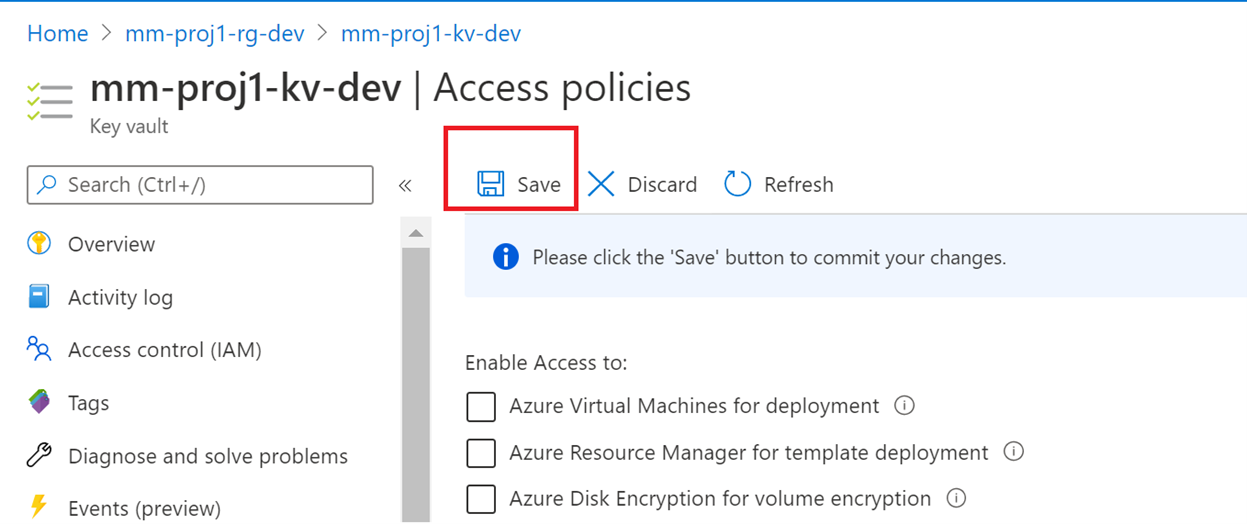 Home > mm-proj1-rg-dev > mm-proj1-kv-dev
mm-proj1-kv-dev | Access policies
Key vault
Search (Ctrl+/)
«
Save
Discard
Refresh
Overview
Activity log
Access control (IAM)
Tags
Diagnose and solve problems
Events (preview)
Please click the 'Save' button to commit your changes.
Enable Access to:
Azure Virtual Machines for deployment
Azure Resource Manager for template deployment
Azure Disk Encryption for volume encryption